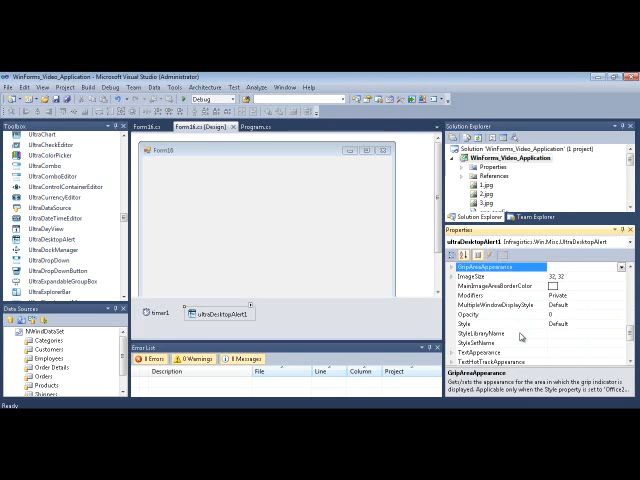 WinForms_Video_Application - Microsoft Visual Studio (Administrator)
File Edit View Project Build Debug Team Data Tools Architecture Test Analyze Window Help
Debug
Toolbox
UltraChart
UltraCheckEditor
UltraColorPicker
UltraCombo
UltraComboEditor
UltraControlContainerEditor
UltraCurrencyEditor
UltraDataSource
UltraDateTimeEditor
UltraDayView
UltraDesktopAlert
UltraDockManager
UltraDropDown
UltraDropDownButton
UltraExpandableGroupBox
UltraExplorerBar
Data Sources
NWindDataSet
Categories
Customers
Employees
Order Details
Orders
Products
Shippers
Ready
Form16.cs
Form16.cs [Design]
Program.cs
Form16
timer1
ultraDesktopAlert1
Error List
0 Errors
0 Warnings
0 Messages
Description File Line Column Project
Solution Explorer
Solution 'WinForms_Video_Application' (1 project)
WinForms_Video_Application
Properties
References
1.jpg
2.jpg
3.jpg
Solution Explorer
Team Explorer
Properties
ultraDesktopAlert1 Infragistics.Win.Misc.UltraDesktopAlert
GripAreaAppearance
ImageSize 32, 32
MainImageAreaBorderColor
Modifiers Private
MultipleWindowDisplayStyle Default
Opacity 0
Style Default
StyleLibraryName
StyleSetName
TextAppearance
TextHotTrackAppearance
GripAreaAppearance
Gets/sets the appearance for the area in which the grip indicator is displayed. Applicable only when the Style property is set to 'Office2...